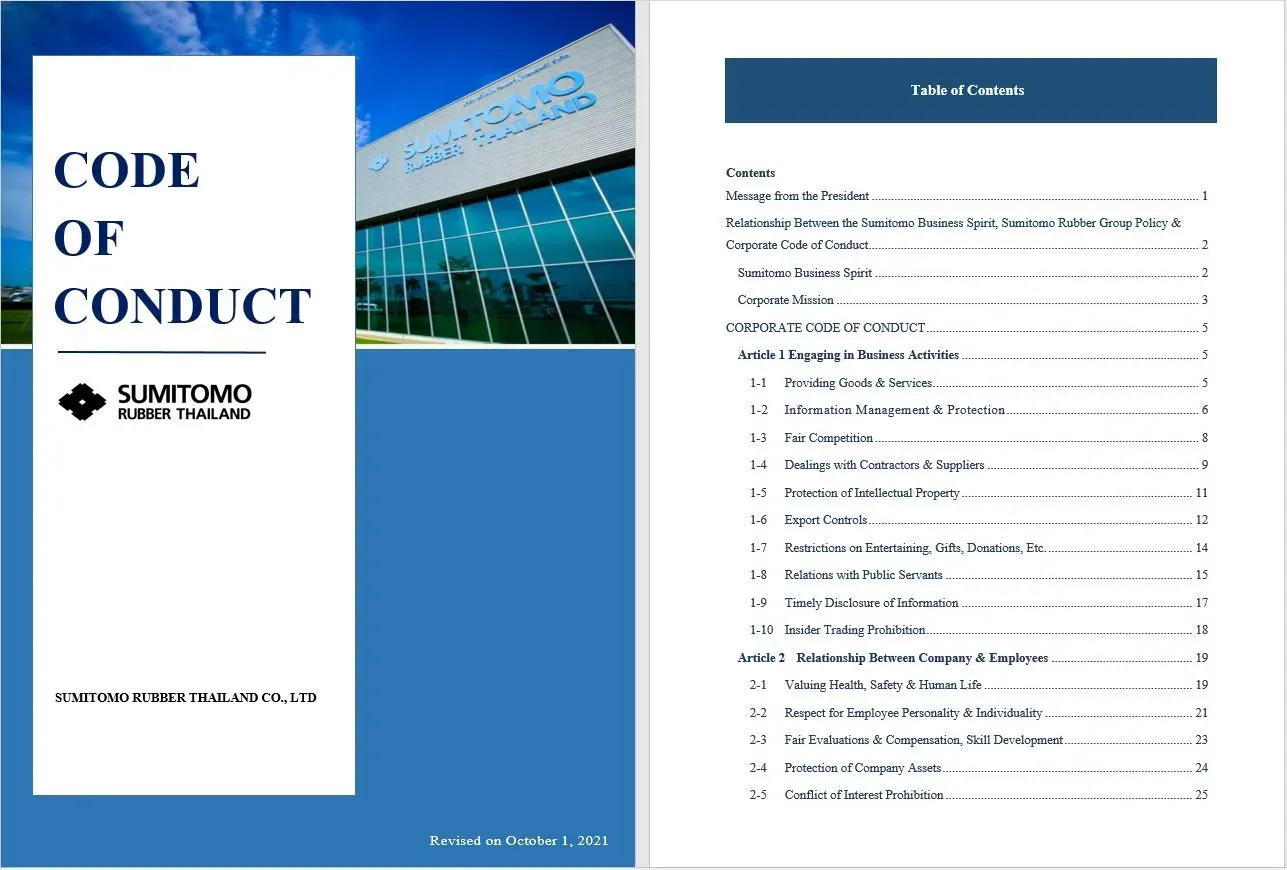 SUMITOMO
RUBBER THAILAND
CODE
OF
CONDUCT
SUMITOMO
RUBBER THAILAND
SUMITOMO RUBBER THAILAND CO., LTD
Revised on October 1, 2021
Table of Contents
Contents
Message from the President ........ 1
Relationship Between the Sumitomo Business Spirit, Sumitomo Rubber Group Policy &
Corporate Code of Conduct ........ 2
Sumitomo Business Spirit ........ 2
Corporate Mission ........ 3
CORPORATE CODE OF CONDUCT ........ 5
Article 1 Engaging in Business Activities ........ 5
1-1 Providing Goods & Services ........ 5
1-2 Information Management & Protection ........ 6
1-3 Fair Competition ........ 8
1-4 Dealings with Contractors & Suppliers ........ 9
1-5 Protection of Intellectual Property ........ 11
1-6 Export Controls ........ 12
1-7 Restrictions on Entertaining, Gifts, Donations, Etc. ........ 14
1-8 Relations with Public Servants ........ 15
1-9 Timely Disclosure of Information ........ 17
1-10 Insider Trading Prohibition ........ 18
Article 2 Relationship Between Company & Employees ........ 19
2-1 Valuing Health, Safety & Human Life ........ 19
2-2 Respect for Employee Personality & Individuality ........ 21
2-3 Fair Evaluations & Compensation, Skill Development ........ 23
2-4 Protection of Company Assets ........ 24
2-5 Conflict of Interest Prohibition ........ 25